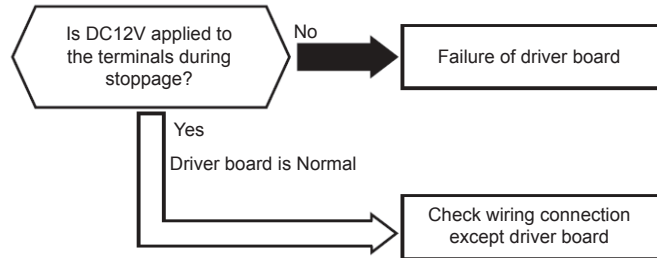 Is DC12V applied to
the terminals during
stoppage?
No
Failure of driver board
Yes
Driver board is Normal
Check wiring connection
except driver board